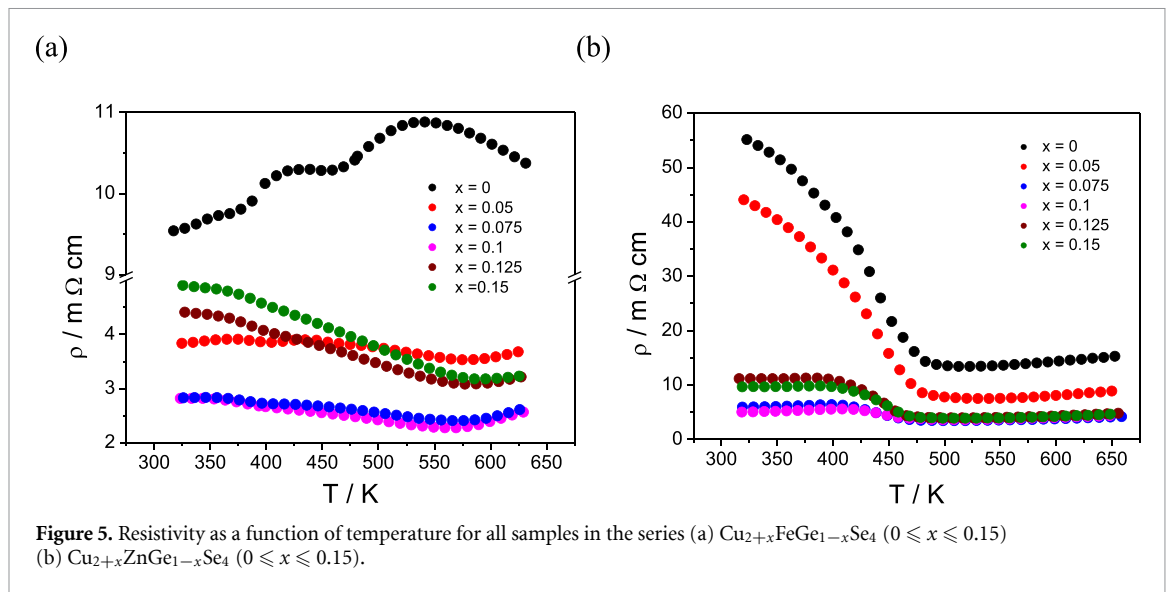 (a)
(b)
11
10
9
4
3
2
ρ / m Ω cm
x = 0
x = 0.05
x = 0.075
x = 0.1
x = 0.125
x =0.15
300 350 400 450 500 550 600 650
T / K
60
50
40
30
20
10
0
ρ / m Ω cm
x = 0
x = 0.05
x = 0.075
x = 0.1
x = 0.125
x = 0.15
300 350 400 450 500 550 600 650
T / K
Figure 5. Resistivity as a function of temperature for all samples in the series (a) Cu₂₊ₓFeGe₁₋ₓSe₄ (0 ⩽ x ⩽ 0.15)
(b) Cu₂₊ₓZnGe₁₋ₓSe₄ (0 ⩽ x ⩽ 0.15).